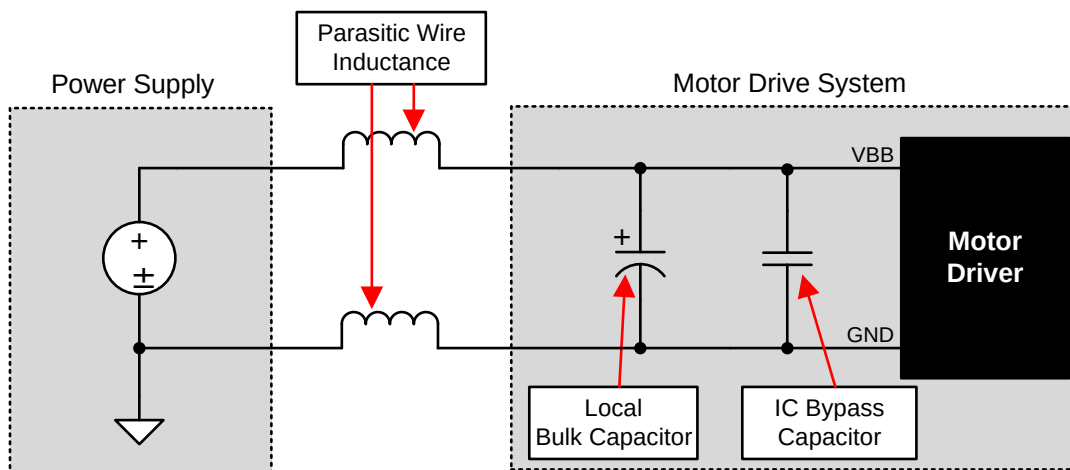 Parasitic Wire
Inductance
Power Supply
Motor Drive System
VBB
+
±
+
Motor
Driver
GND
Local
Bulk Capacitor
IC Bypass
Capacitor